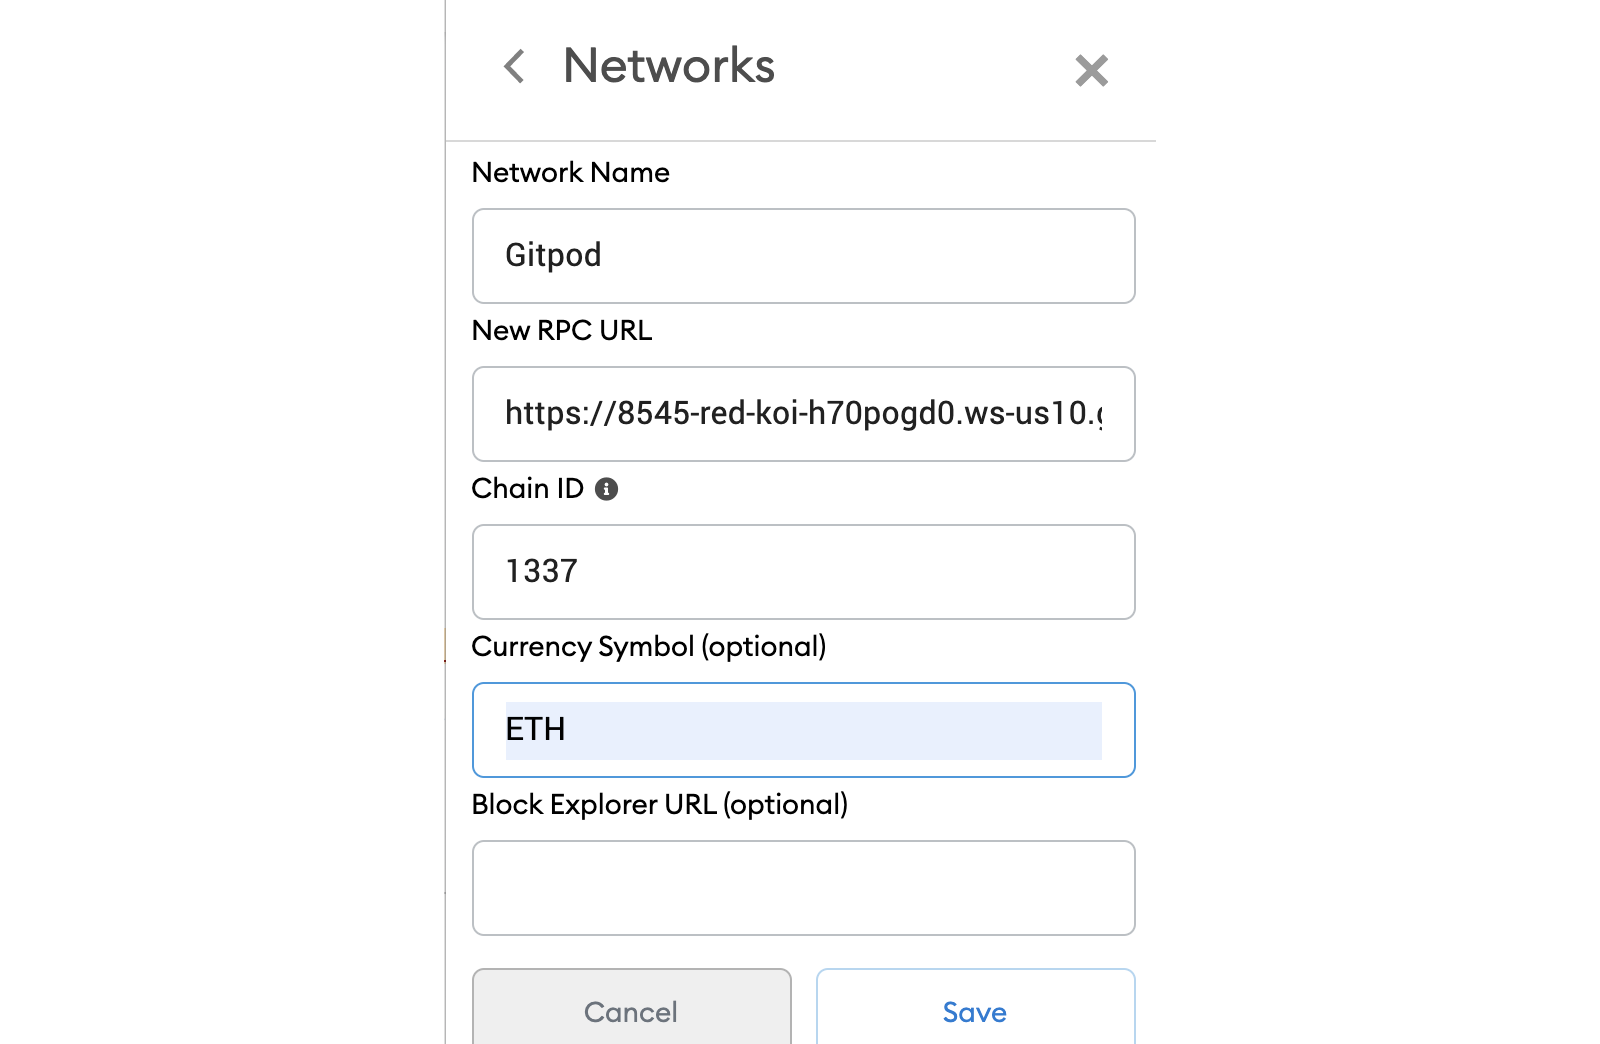 Networks
Network Name
Gitpod
New RPC URL
https://8545-red-koi-h70pogd0.ws-us10.g
Chain ID
1337
Currency Symbol (optional)
ETH
Block Explorer URL (optional)
Cancel
Save